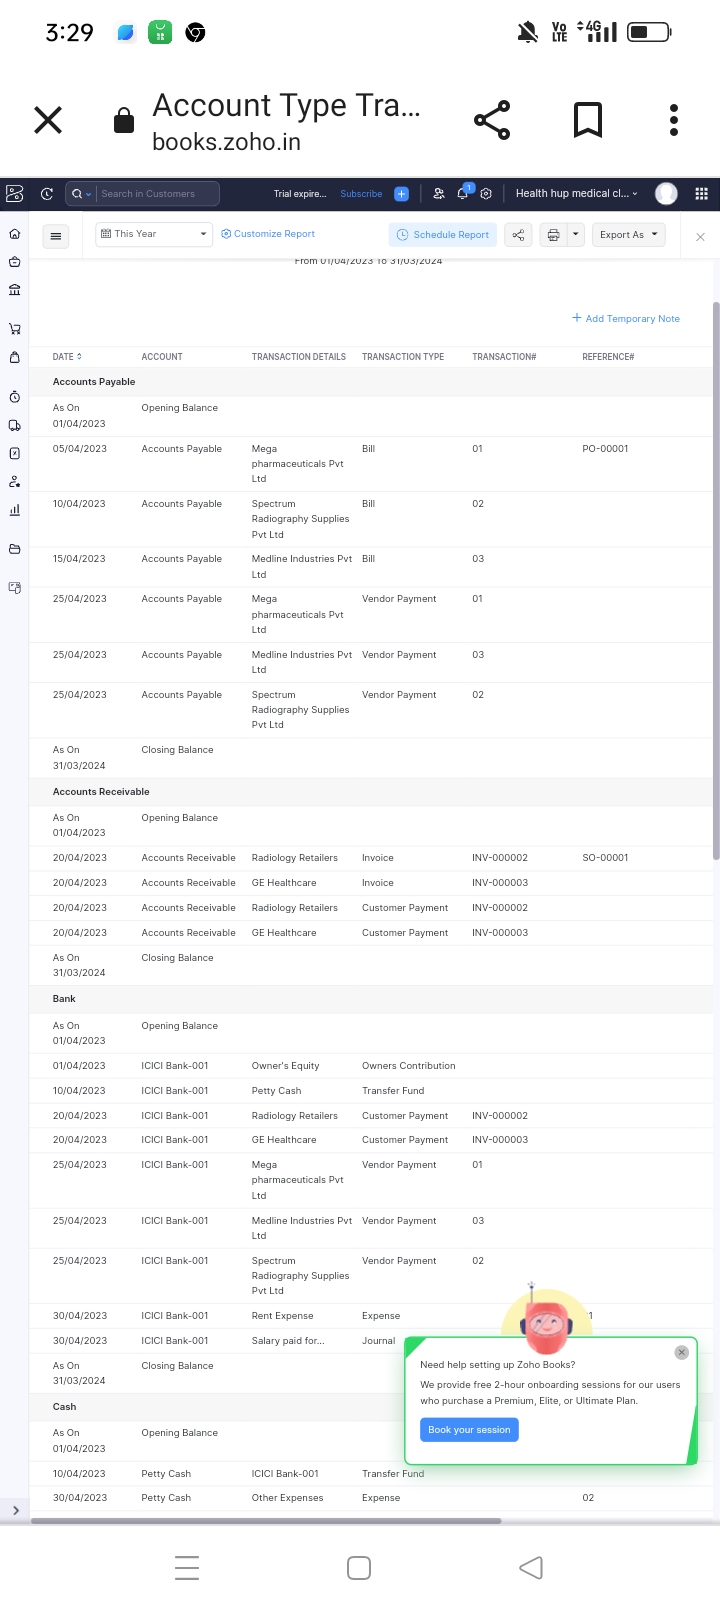 3:29
Vo LTE 4G
Account Type Tra...
books.zoho.in
Search in Customers Trial expire... Subscribe 1 Health hup medical cl...
This Year Customize Report Schedule Report Export As
From 01/04/2023 To 31/03/2024
+ Add Temporary Note
DATE ACCOUNT TRANSACTION DETAILS TRANSACTION TYPE TRANSACTION# REFERENCE#
Accounts Payable
As On Opening Balance
01/04/2023
05/04/2023 Accounts Payable Mega Bill 01 PO-00001
pharmaceuticals Pvt
Ltd
10/04/2023 Accounts Payable Spectrum Bill 02
Radiography Supplies
Pvt Ltd
15/04/2023 Accounts Payable Medline Industries Pvt Bill 03
Ltd
25/04/2023 Accounts Payable Mega Vendor Payment 01
pharmaceuticals Pvt
Ltd
25/04/2023 Accounts Payable Medline Industries Pvt Vendor Payment 03
Ltd
25/04/2023 Accounts Payable Spectrum Vendor Payment 02
Radiography Supplies
Pvt Ltd
As On Closing Balance
31/03/2024
Accounts Receivable
As On Opening Balance
01/04/2023
20/04/2023 Accounts Receivable Radiology Retailers Invoice INV-000002 SO-00001
20/04/2023 Accounts Receivable GE Healthcare Invoice INV-000003
20/04/2023 Accounts Receivable Radiology Retailers Customer Payment INV-000002
20/04/2023 Accounts Receivable GE Healthcare Customer Payment INV-000003
As On Closing Balance
31/03/2024
Bank
As On Opening Balance
01/04/2023
01/04/2023 ICICI Bank-001 Owner's Equity Owners Contribution
10/04/2023 ICICI Bank-001 Petty Cash Transfer Fund
20/04/2023 ICICI Bank-001 Radiology Retailers Customer Payment INV-000002
20/04/2023 ICICI Bank-001 GE Healthcare Customer Payment INV-000003
25/04/2023 ICICI Bank-001 Mega Vendor Payment 01
pharmaceuticals Pvt
Ltd
25/04/2023 ICICI Bank-001 Medline Industries Pvt Vendor Payment 03
Ltd
25/04/2023 ICICI Bank-001 Spectrum Vendor Payment 02
Radiography Supplies
Pvt Ltd
30/04/2023 ICICI Bank-001 Rent Expense Expense
30/04/2023 ICICI Bank-001 Salary paid for... Journal
As On Closing Balance
31/03/2024
Need help setting up Zoho Books?
We provide free 2-hour onboarding sessions for our users
who purchase a Premium, Elite, or Ultimate Plan.
Book your session
Cash
As On Opening Balance
01/04/2023
10/04/2023 Petty Cash ICICI Bank-001 Transfer Fund
30/04/2023 Petty Cash Other Expenses Expense 02